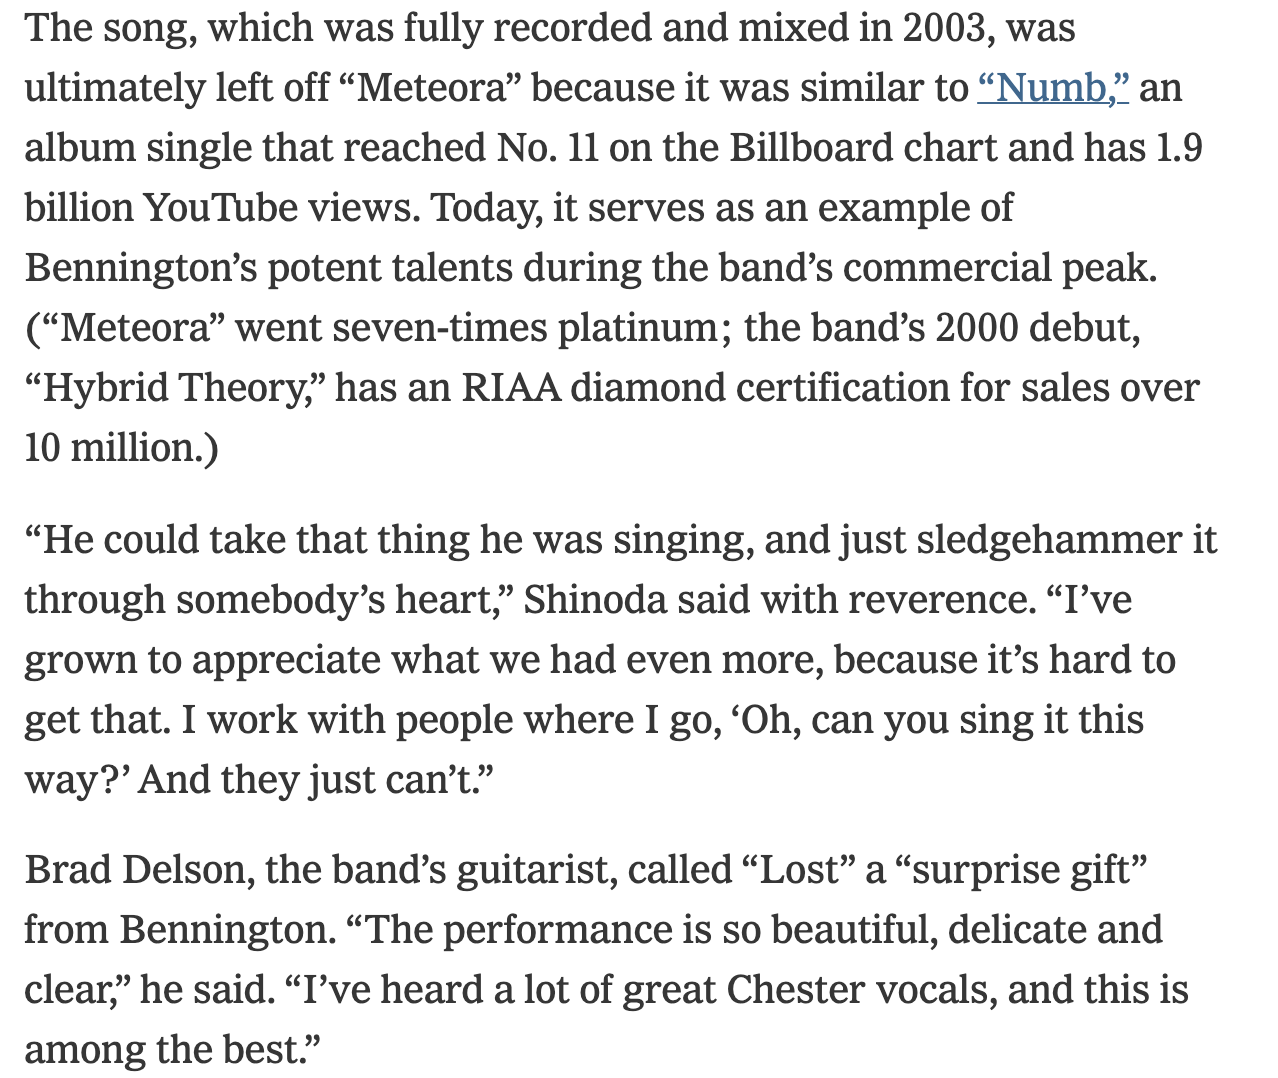 The song, which was fully recorded and mixed in 2003, was
ultimately left off “Meteora” because it was similar to “Numb,” an
album single that reached No. 11 on the Billboard chart and has 1.9
billion YouTube views. Today, it serves as an example of
Bennington’s potent talents during the band’s commercial peak.
(“Meteora” went seven-times platinum; the band’s 2000 debut,
“Hybrid Theory,” has an RIAA diamond certification for sales over
10 million.)
“He could take that thing he was singing, and just sledgehammer it
through somebody’s heart,” Shinoda said with reverence. “I’ve
grown to appreciate what we had even more, because it’s hard to
get that. I work with people where I go, ‘Oh, can you sing it this
way?’ And they just can’t.”
Brad Delson, the band’s guitarist, called “Lost” a “surprise gift”
from Bennington. “The performance is so beautiful, delicate and
clear,” he said. “I’ve heard a lot of great Chester vocals, and this is
among the best.”